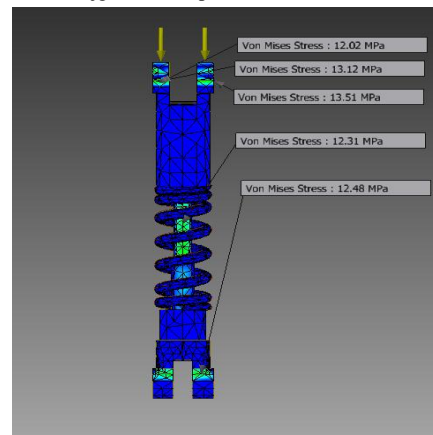 Von Mises Stress : 12.02 MPa
Von Mises Stress : 13.12 MPa
Von Mises Stress : 13.51 MPa
Von Mises Stress : 12.31 MPa
Von Mises Stress : 12.48 MPa